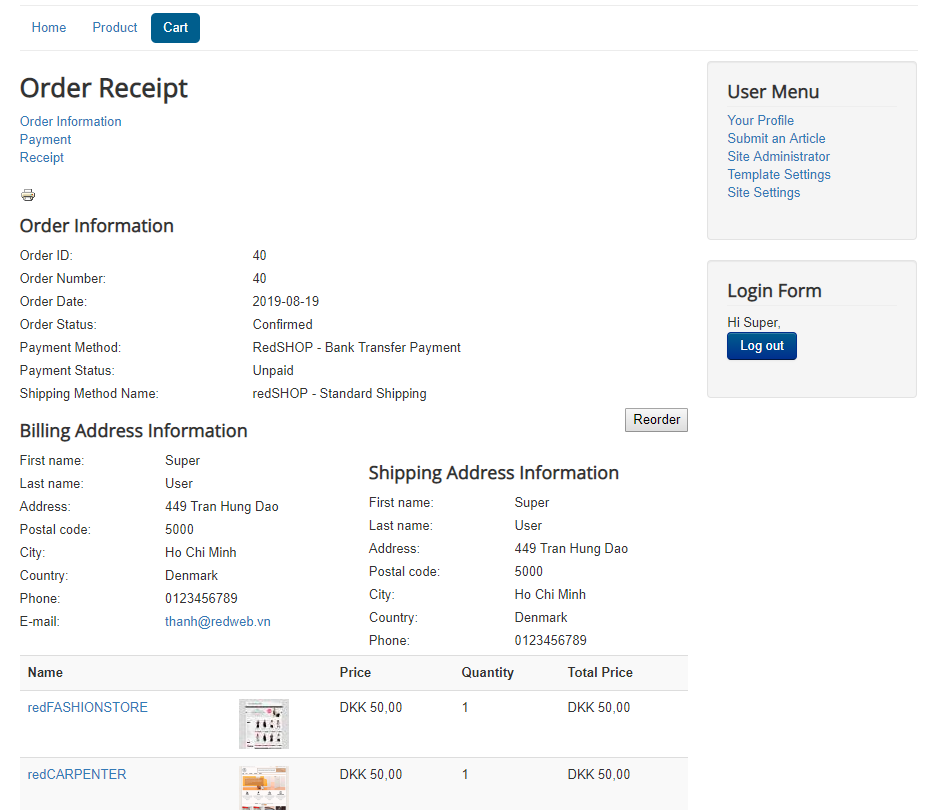 Home Product Cart
Order Receipt
Order Information
Payment
Receipt
Order Information
Order ID: 40
Order Number: 40
Order Date: 2019-08-19
Order Status: Confirmed
Payment Method: RedSHOP - Bank Transfer Payment
Payment Status: Unpaid
Shipping Method Name: redSHOP - Standard Shipping
Reorder
Billing Address Information
First name: Super
Last name: User
Address: 449 Tran Hung Dao
Postal code: 5000
City: Ho Chi Minh
Country: Denmark
Phone: 0123456789
E-mail: thanh@redweb.vn
Shipping Address Information
First name: Super
Last name: User
Address: 449 Tran Hung Dao
Postal code: 5000
City: Ho Chi Minh
Country: Denmark
Phone: 0123456789
Name Price Quantity Total Price
redFASHIONSTORE DKK 50,00 1 DKK 50,00
redCARPENTER DKK 50,00 1 DKK 50,00
User Menu
Your Profile
Submit an Article
Site Administrator
Template Settings
Site Settings
Login Form
Hi Super,
Log out